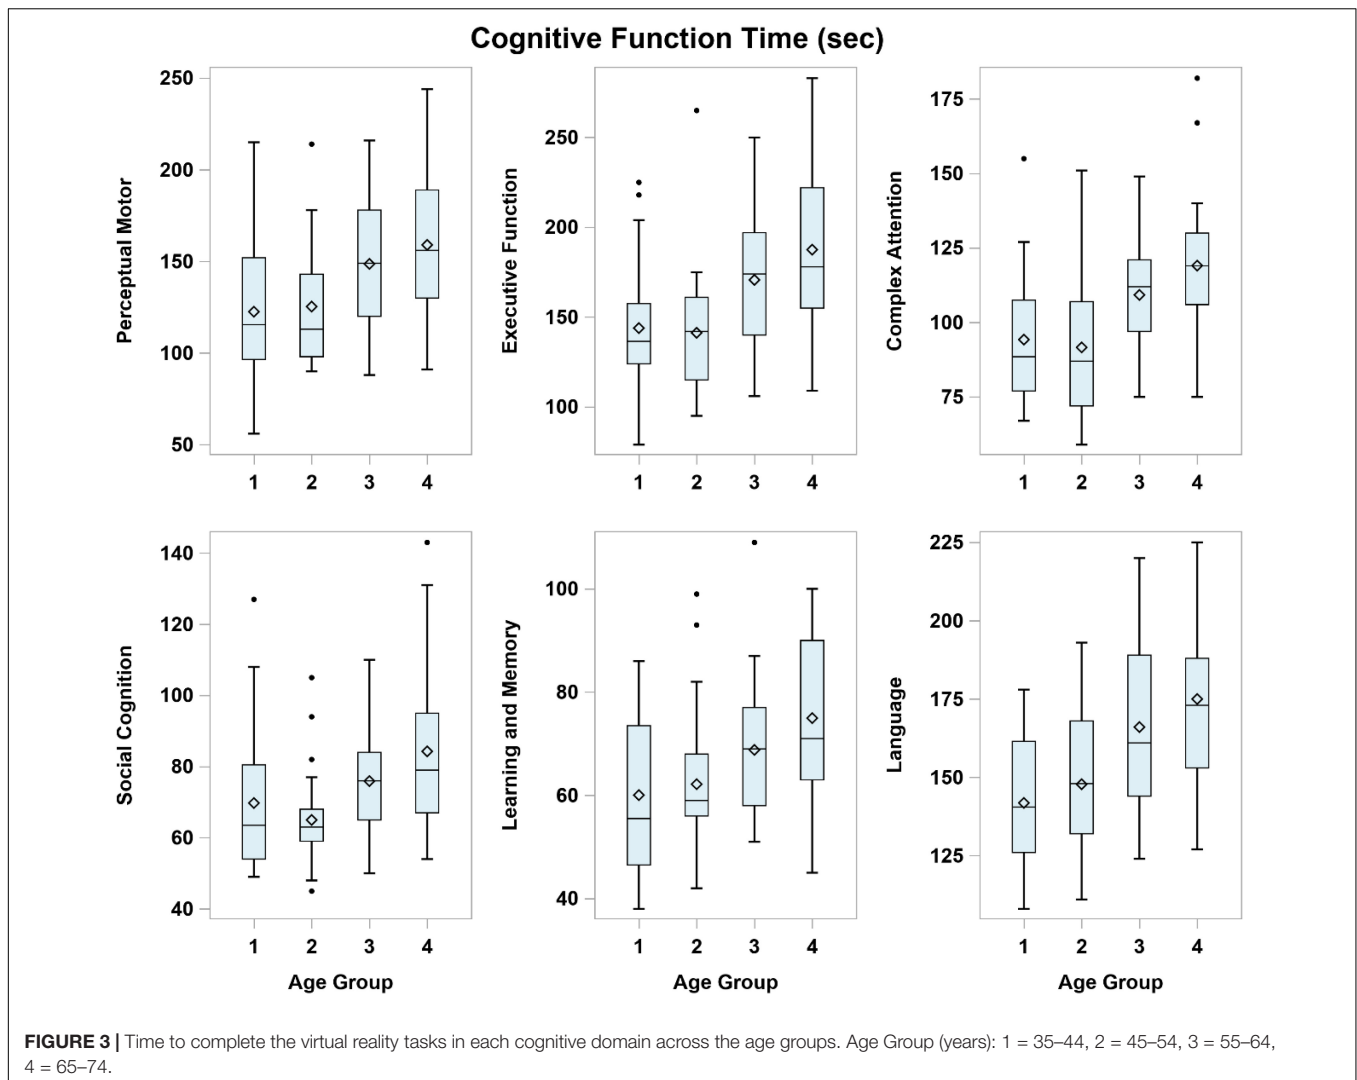 Cognitive Function Time (sec)
250
200
150
100
50
Perceptual Motor
1 2 3 4
250
200
150
100
Executive Function
1 2 3 4
175
150
125
100
75
Complex Attention
1 2 3 4
140
120
100
80
60
40
Social Cognition
1 2 3 4
Age Group
100
80
60
40
Learning and Memory
1 2 3 4
Age Group
225
200
175
150
125
Language
1 2 3 4
Age Group
FIGURE 3 | Time to complete the virtual reality tasks in each cognitive domain across the age groups. Age Group (years): 1 = 35–44, 2 = 45–54, 3 = 55–64,
4 = 65–74.